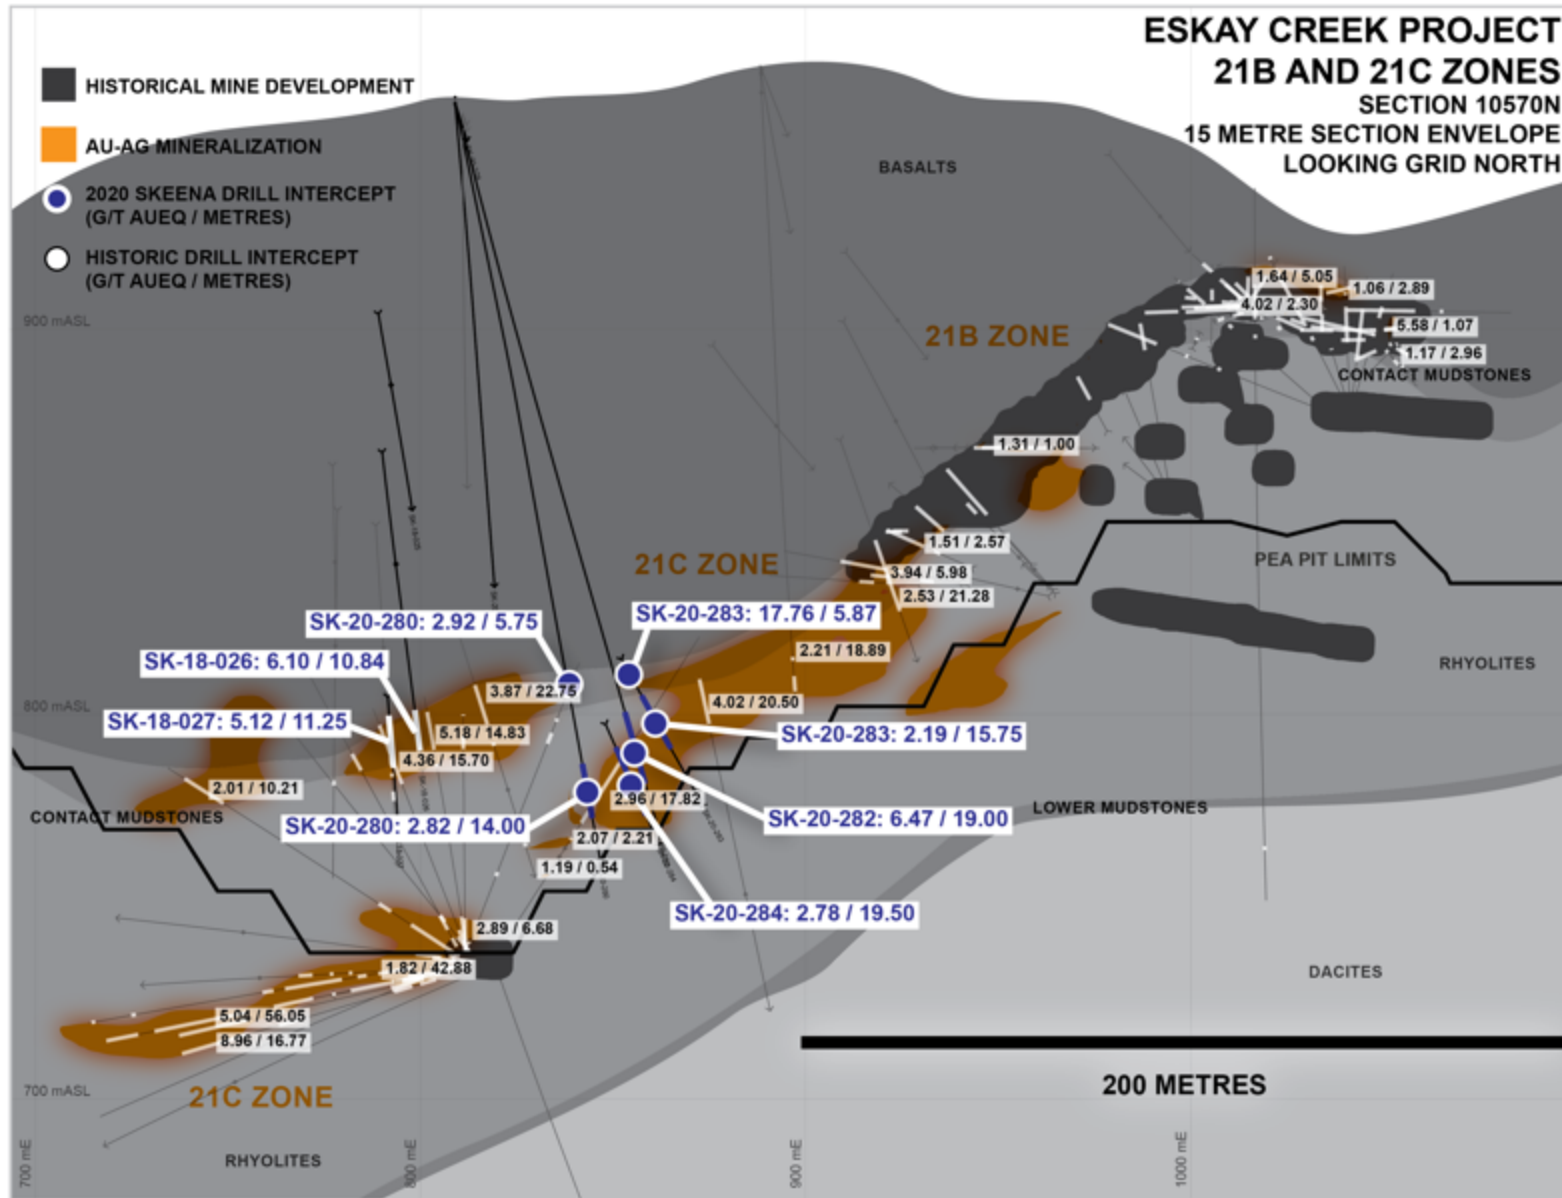 ESKAY CREEK PROJECT
21B AND 21C ZONES
SECTION 10570N
15 METRE SECTION ENVELOPE
LOOKING GRID NORTH
HISTORICAL MINE DEVELOPMENT
AU-AG MINERALIZATION
2020 SKEENA DRILL INTERCEPT
(G/T AUEQ / METRES)
HISTORIC DRILL INTERCEPT
(G/T AUEQ / METRES)
BASALTS
900 mASL
21B ZONE
1.64 / 5.05
1.06 / 2.89
4.02 / 2.30
5.58 / 1.07
1.17 / 2.96
CONTACT MUDSTONES
1.31 / 1.00
1.51 / 2.57
21C ZONE
3.94 / 5.98
2.53 / 21.28
PEA PIT LIMITS
SK-20-280: 2.92 / 5.75
SK-20-283: 17.76 / 5.87
SK-18-026: 6.10 / 10.84
2.21 / 18.89
RHYOLITES
3.87 / 22.75
4.02 / 20.50
800 mASL
SK-18-027: 5.12 / 11.25
5.18 / 14.83
SK-20-283: 2.19 / 15.75
4.36 / 15.70
2.01 / 10.21
2.96 / 17.82
LOWER MUDSTONES
CONTACT MUDSTONES
SK-20-280: 2.82 / 14.00
SK-20-282: 6.47 / 19.00
2.07 / 2.21
1.19 / 0.54
SK-20-284: 2.78 / 19.50
2.89 / 6.68
1.82 / 42.88
DACITES
5.04 / 56.05
8.96 / 16.77
200 METRES
700 mASL
21C ZONE
RHYOLITES
700 mE
800 mE
900 mE
1000 mE